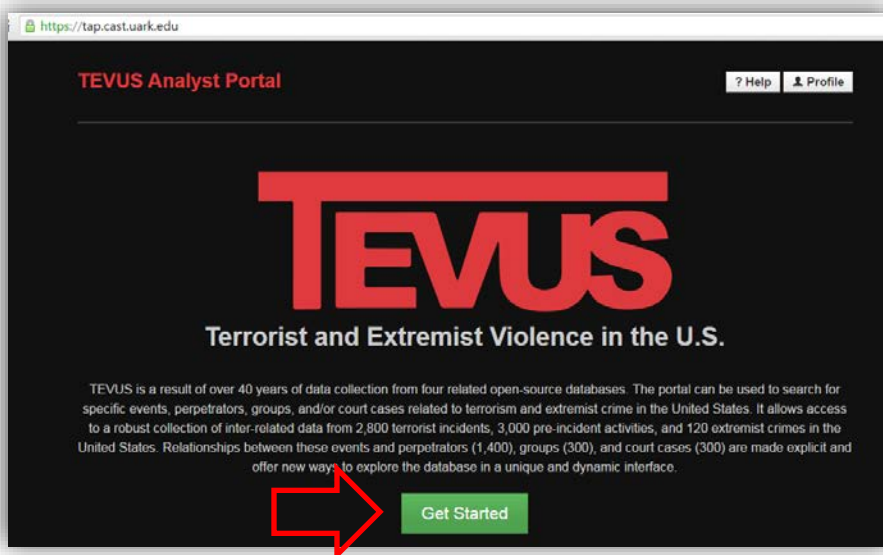 https://tap.cast.uark.edu
TEVUS Analyst Portal
? Help
Profile
TEVUS
Terrorist and Extremist Violence in the U.S.
TEVUS is a result of over 40 years of data collection from four related open-source databases. The portal can be used to search for
specific events, perpetrators, groups, and/or court cases related to terrorism and extremist crime in the United States. It allows access
to a robust collection of inter-related data from 2,800 terrorist incidents, 3,000 pre-incident activities, and 120 extremist crimes in the
United States. Relationships between these events and perpetrators (1,400), groups (300), and court cases (300) are made explicit and
offer new ways to explore the database in a unique and dynamic interface.
Get Started